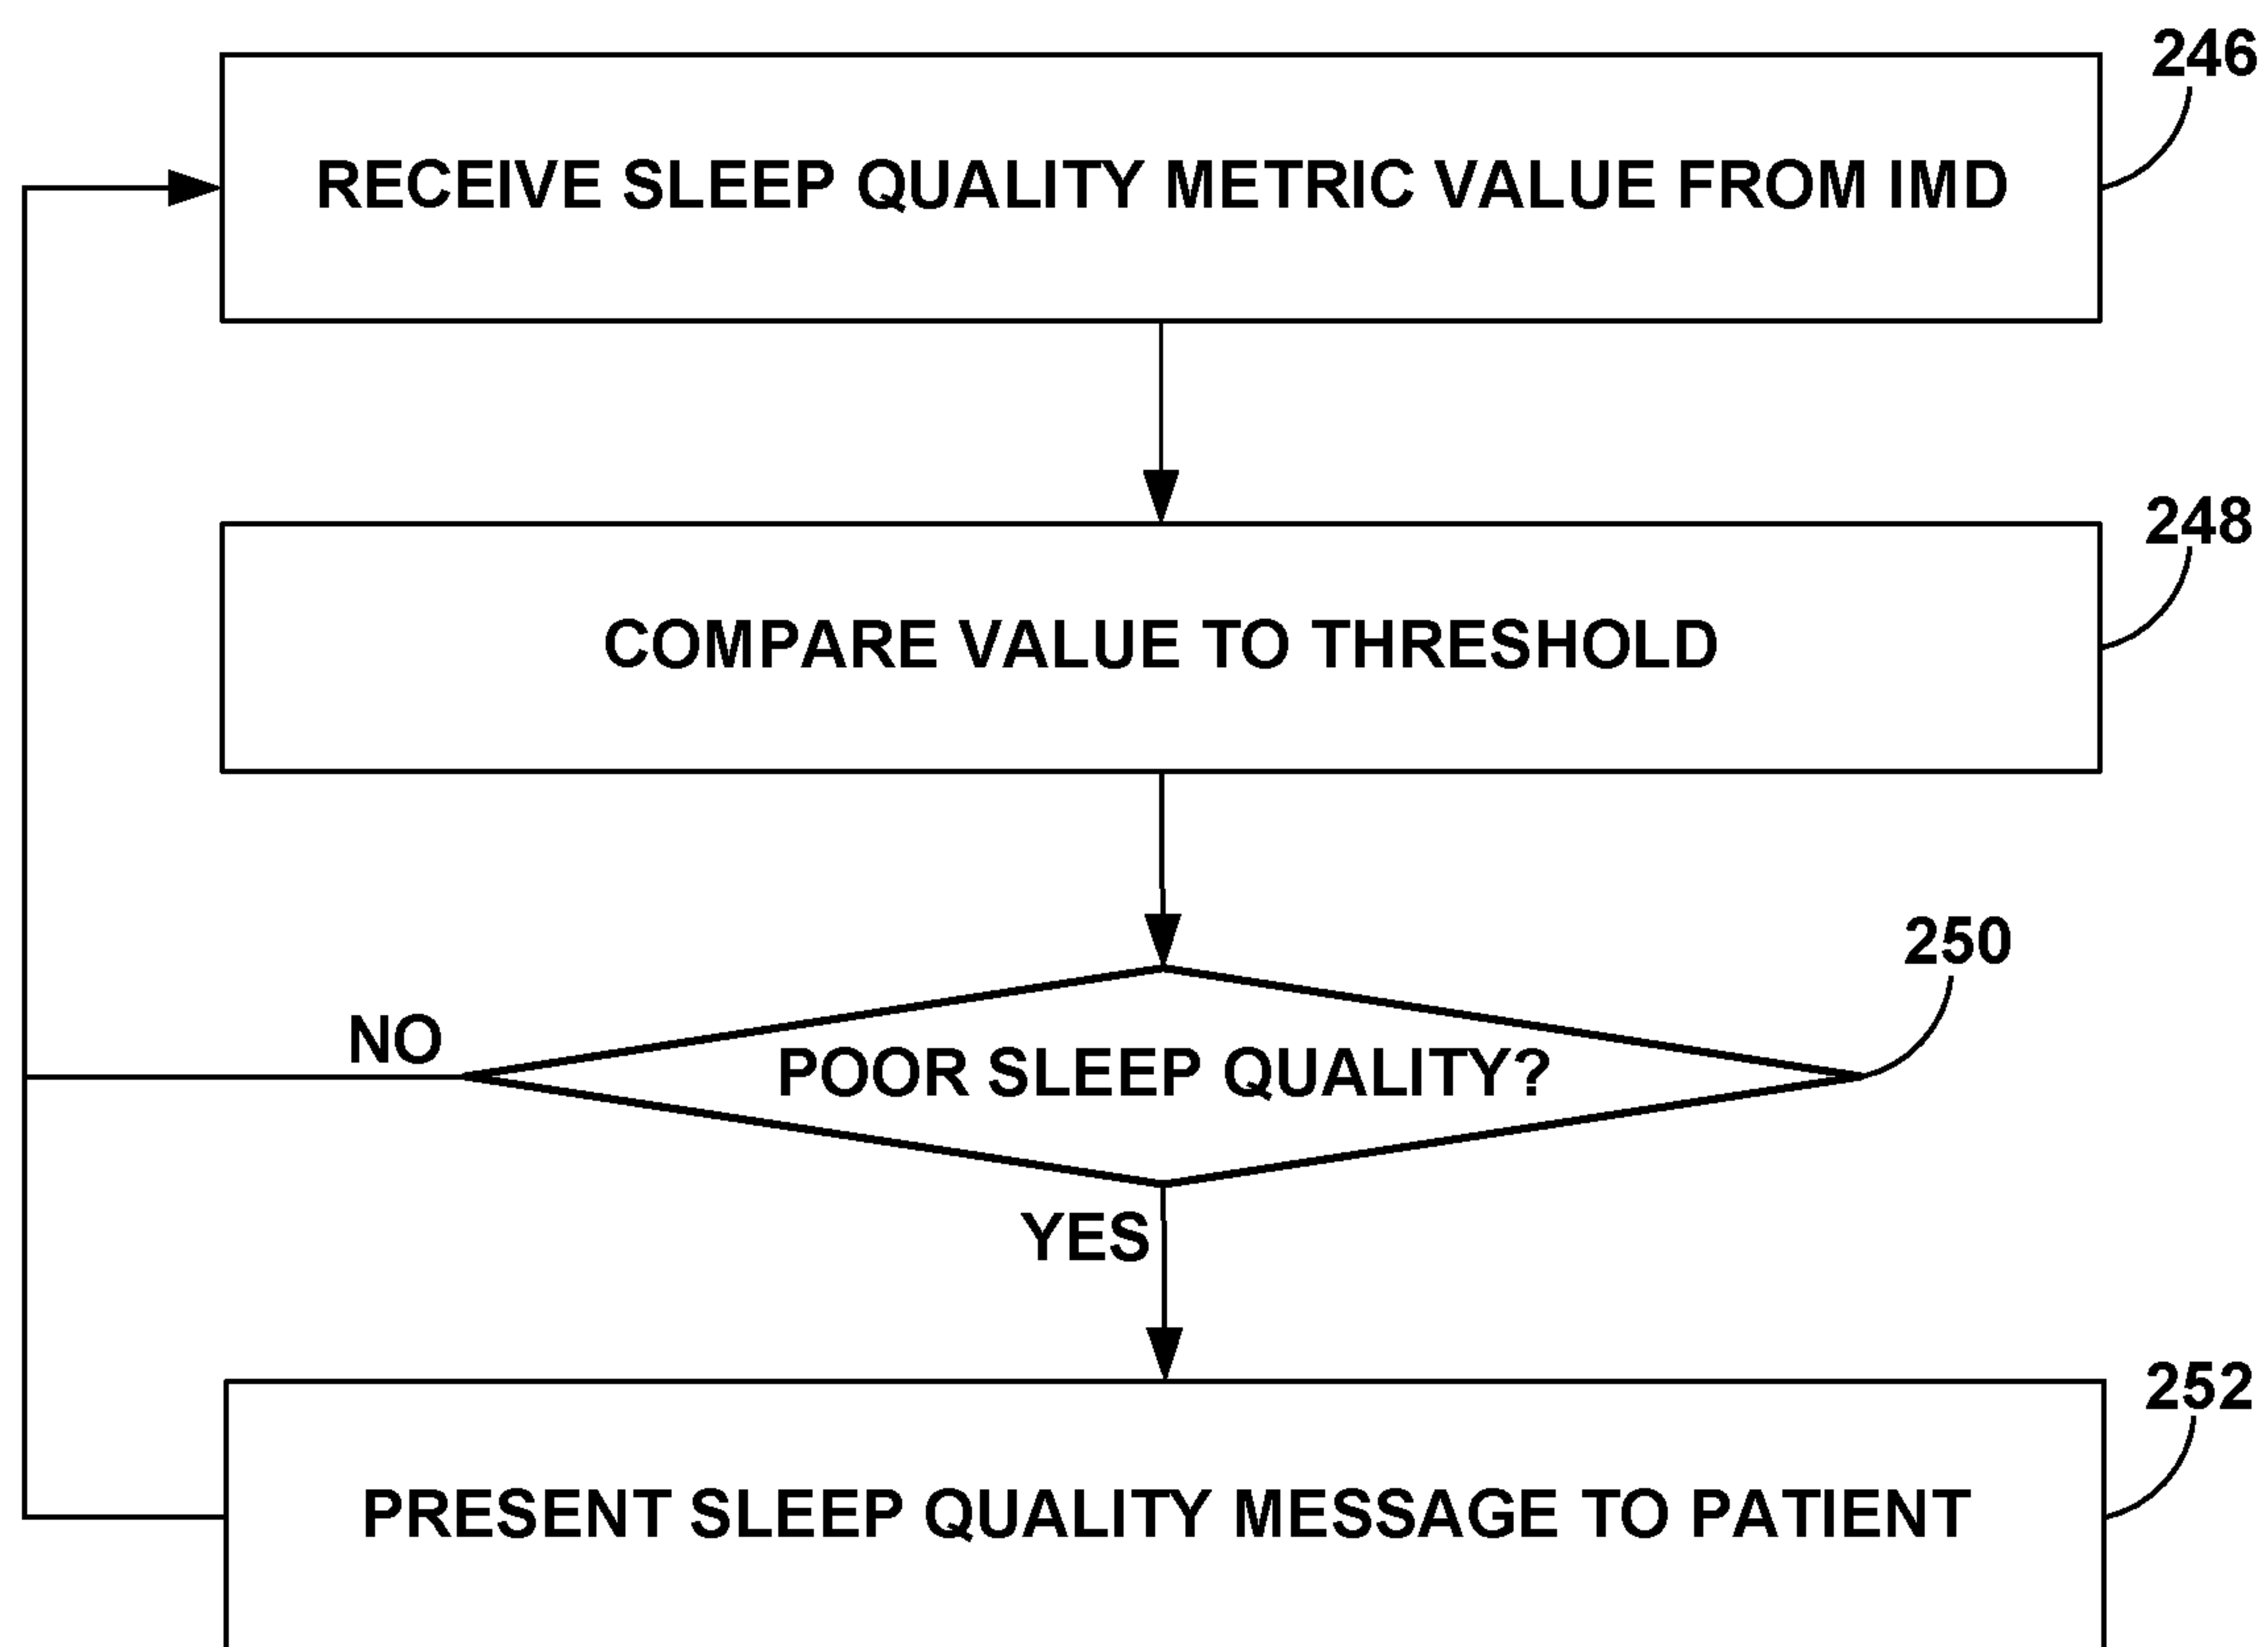 246
RECEIVE SLEEP QUALITY METRIC VALUE FROM IMD
248
COMPARE VALUE TO THRESHOLD
250
NO
POOR SLEEP QUALITY?
YES
252
PRESENT SLEEP QUALITY MESSAGE TO PATIENT